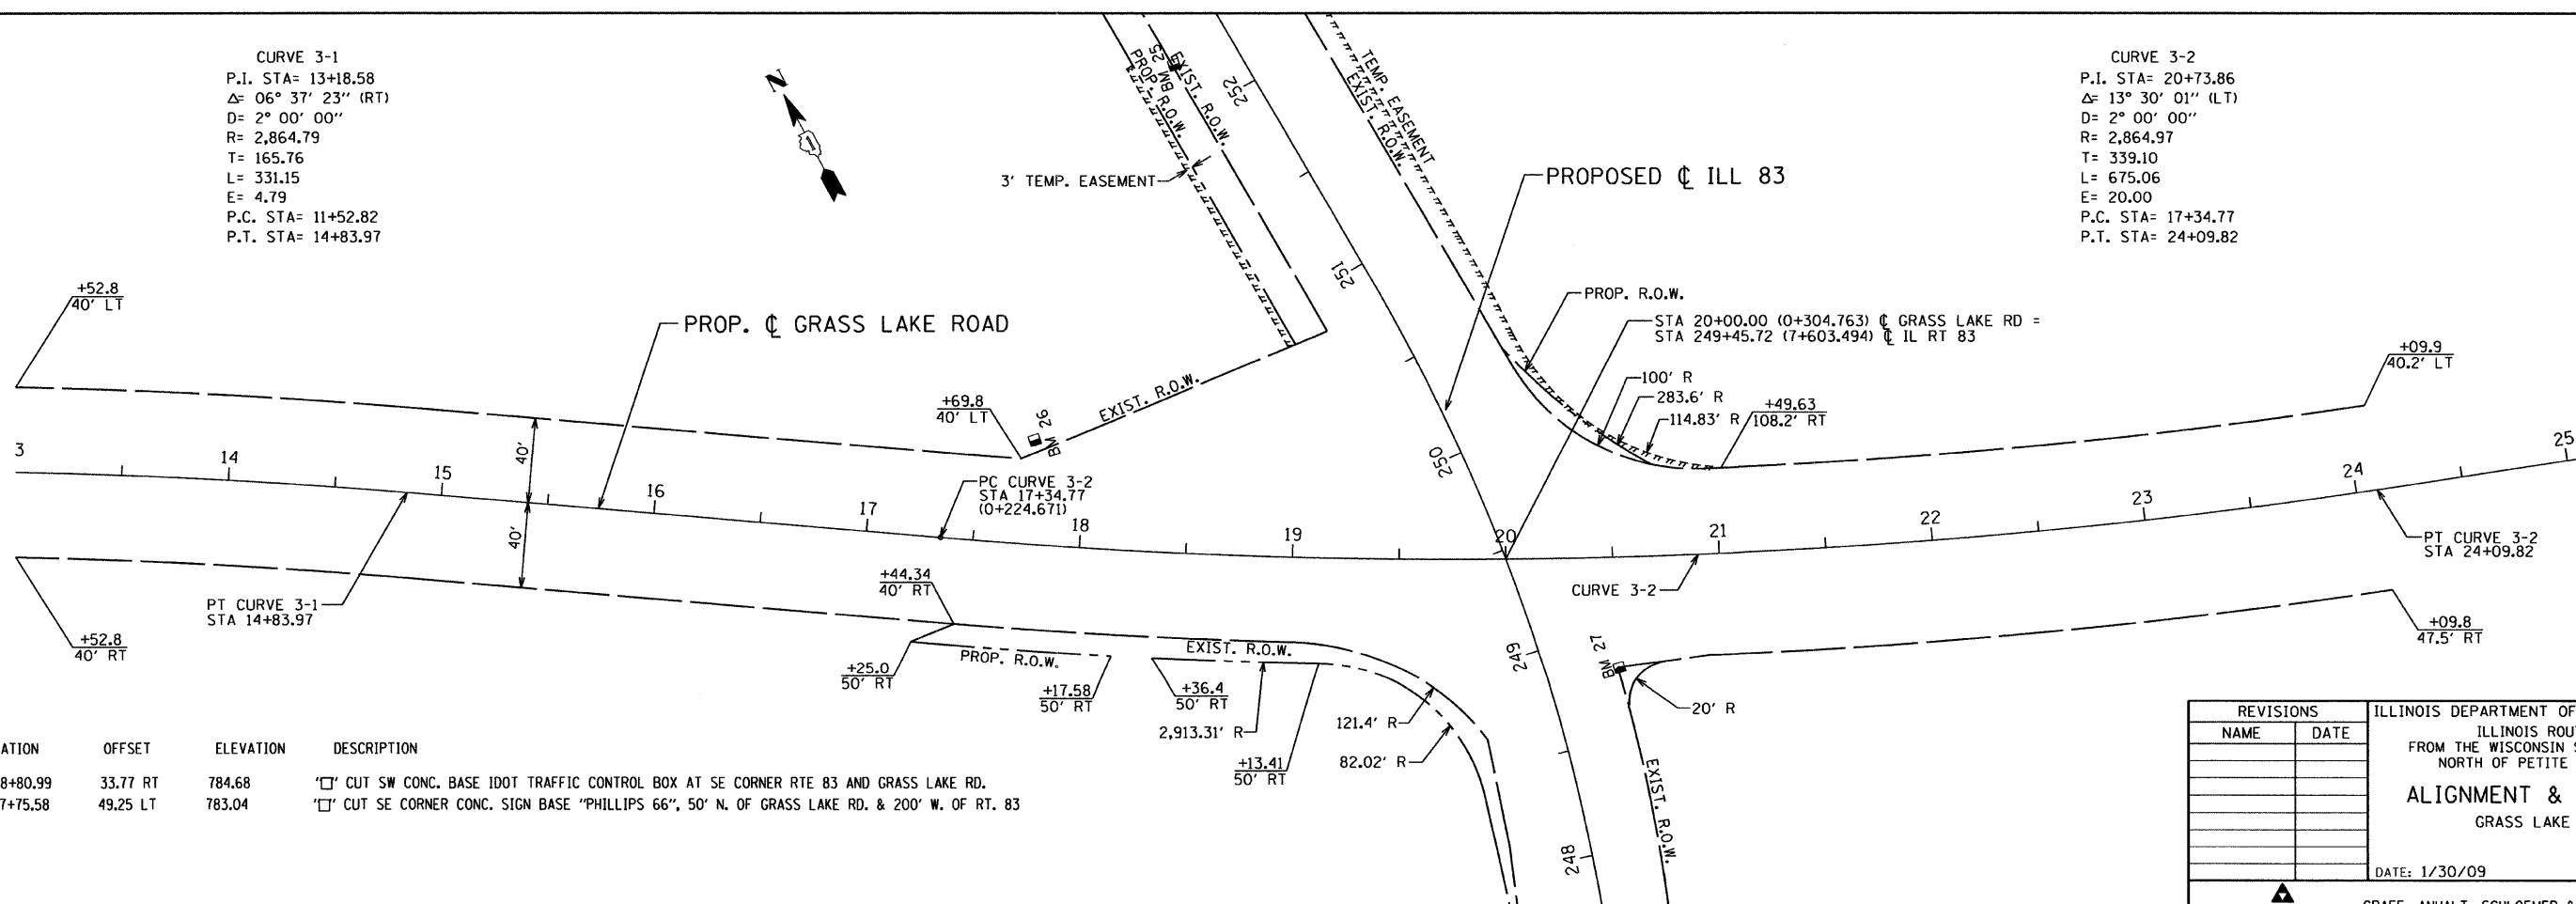 CURVE 3-1
P.I. STA= 13+18.58
Δ= 06° 37' 23'' (RT)
D= 2° 00' 00''
R= 2,864.79
T= 165.76
L= 331.15
E= 4.79
P.C. STA= 11+52.82
P.T. STA= 14+83.97
N
1
PROP. R.O.W.
BM 25
EXIST. R.O.W.
3' TEMP. EASEMENT
252
251
250
249
248
TEMP. EASEMENT
EXIST. R.O.W.
PROPOSED ℄ ILL 83
CURVE 3-2
P.I. STA= 20+73.86
Δ= 13° 30' 01'' (LT)
D= 2° 00' 00''
R= 2,864.97
T= 339.10
L= 675.06
E= 20.00
P.C. STA= 17+34.77
P.T. STA= 24+09.82
+52.8
40' LT
PROP. ℄ GRASS LAKE ROAD
PROP. R.O.W.
STA 20+00.00 (0+304.763) ℄ GRASS LAKE RD =
STA 249+45.72 (7+603.494) ℄ IL RT 83
+09.9
40.2' LT
100' R
283.6' R
114.83' R
+49.63
108.2' RT
+69.8
40' LT
BM 26
EXIST. R.O.W.
3
14
15
16
17
18
19
20
21
22
23
24
25
40'
40'
PC CURVE 3-2
STA 17+34.77
(0+224.671)
PT CURVE 3-2
STA 24+09.82
CURVE 3-2
PT CURVE 3-1
STA 14+83.97
+52.8
40' RT
+44.34
40' RT
+25.0
50' RT
PROP. R.O.W.
+17.58
50' RT
EXIST. R.O.W.
+36.4
50' RT
2,913.31' R
+13.41
50' RT
121.4' R
82.02' R
BM 27
20' R
EXIST. R.O.W.
+09.8
47.5' RT
ATION OFFSET ELEVATION DESCRIPTION
8+80.99 33.77 RT 784.68 '□' CUT SW CONC. BASE IDOT TRAFFIC CONTROL BOX AT SE CORNER RTE 83 AND GRASS LAKE RD.
7+75.58 49.25 LT 783.04 '□' CUT SE CORNER CONC. SIGN BASE "PHILLIPS 66", 50' N. OF GRASS LAKE RD. & 200' W. OF RT. 83
REVISIONS
NAME DATE
ILLINOIS DEPARTMENT OF
ILLINOIS ROU
FROM THE WISCONSIN S
NORTH OF PETITE
ALIGNMENT &
GRASS LAKE
DATE: 1/30/09